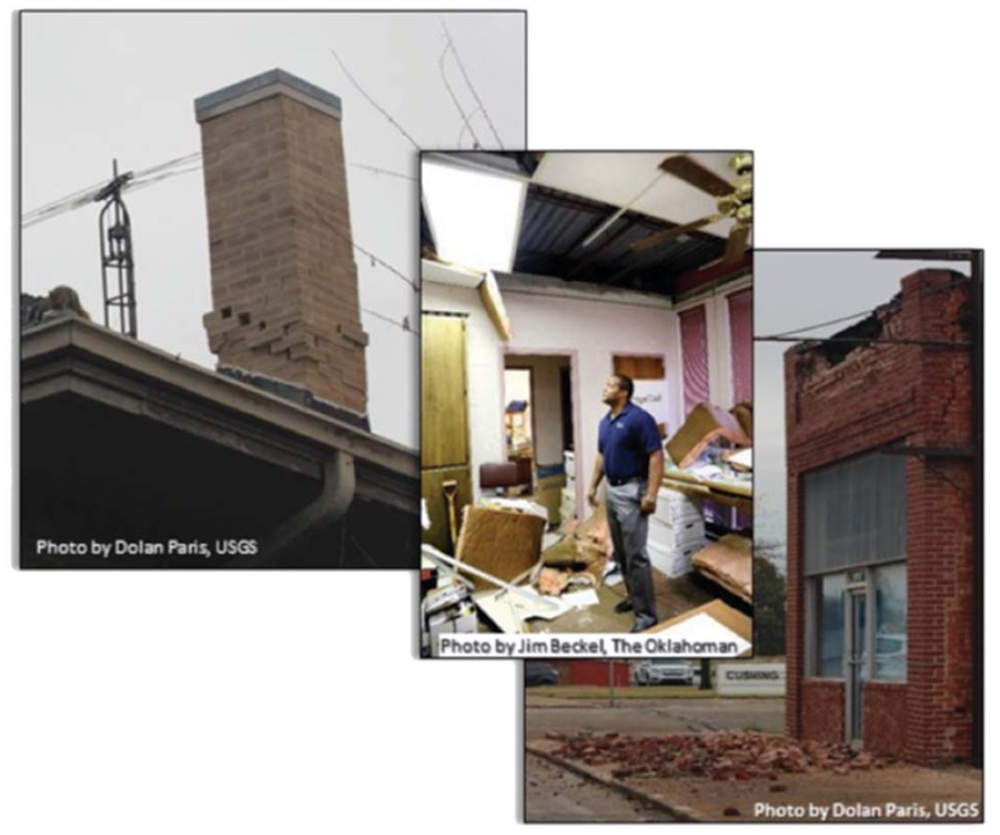 Photo by Dolan Paris, USGS
Photo by Jim Beckel, The Oklahoman
CUSHING
Photo by Dolan Paris, USGS